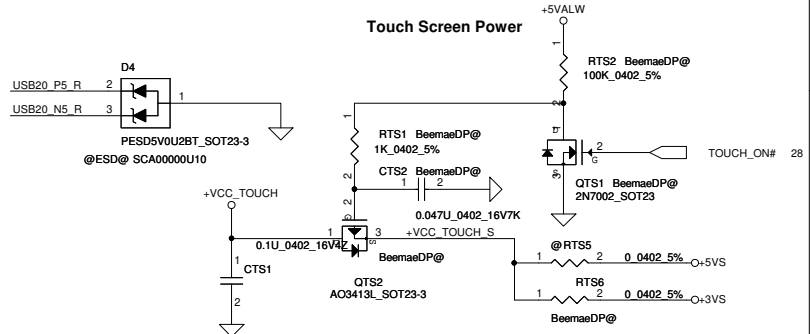 Touch Screen Power
+5VALW
1
RTS2 BeemaeDP@
100K_0402_5%
2
D4
USB20_P5_R 2
1
USB20_N5_R 3
PESD5V0U2BT_SOT23-3
@ESD@ SCA00000U10
1
RTS1 BeemaeDP@
1K_0402_5%
2
CTS2 BeemaeDP@
1 2
0.047U_0402_16V7K
D
1
2
G
S
3
TOUCH_ON# 28
QTS1 BeemaeDP@
2N7002_SOT23
+VCC_TOUCH
2
G
1
D
3
S
+VCC_TOUCH_S
0.1U_0402_16V4Z
BeemaeDP@
1
CTS1
2
QTS2
AO3413L_SOT23-3
@RTS5
1 2 0_0402_5% +5VS
RTS6
1 2 0_0402_5% +3VS
BeemaeDP@